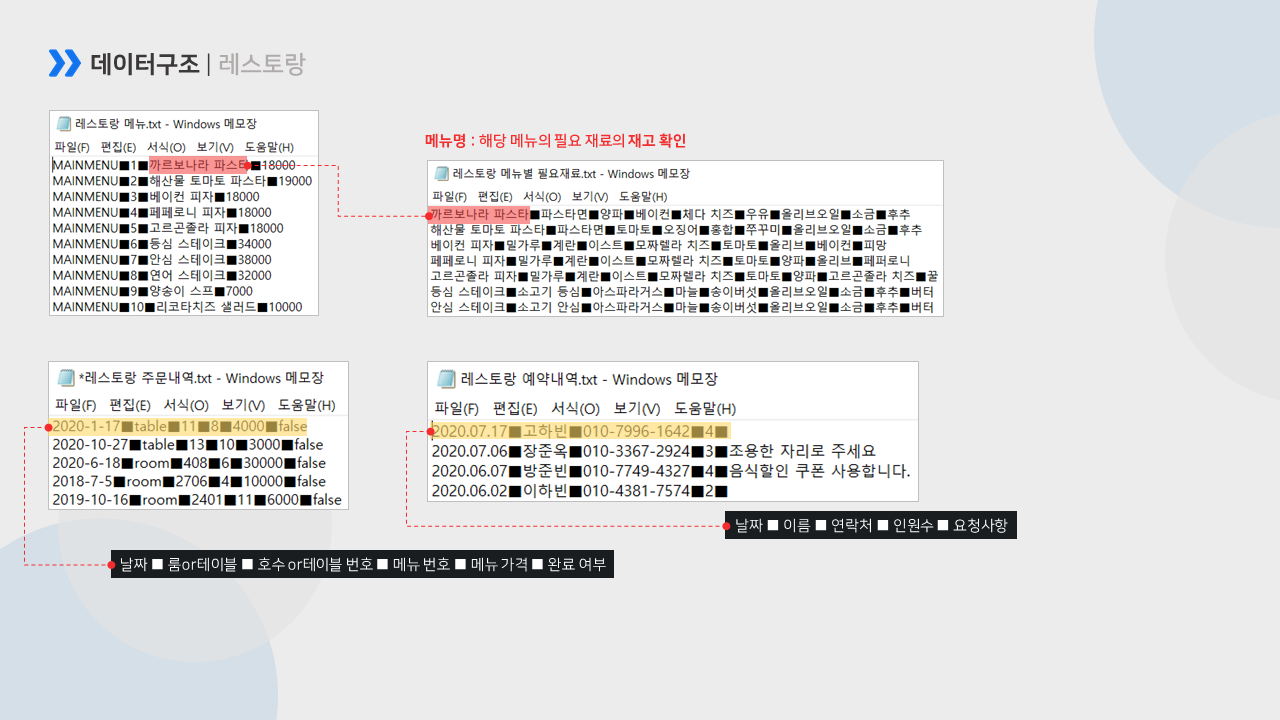 데이터구조 | 레스토랑
레스토랑 메뉴.txt - Windows 메모장
파일(F) 편집(E) 서식(O) 보기(V) 도움말(H)
MAINMENU■1■까르보나라 파스타■18000
MAINMENU■2■해산물 토마토 파스타■19000
MAINMENU■3■베이컨 피자■18000
MAINMENU■4■페페로니 피자■18000
MAINMENU■5■고르곤졸라 피자■18000
MAINMENU■6■등심 스테이크■34000
MAINMENU■7■안심 스테이크■38000
MAINMENU■8■연어 스테이크■32000
MAINMENU■9■양송이 스프■7000
MAINMENU■10■리코타치즈 샐러드■10000
메뉴명 : 해당 메뉴의 필요 재료의 재고 확인
레스토랑 메뉴별 필요재료.txt - Windows 메모장
파일(F) 편집(E) 서식(O) 보기(V) 도움말(H)
까르보나라 파스타■파스타면■양파■베이컨■체다 치즈■우유■올리브오일■소금■후추
해산물 토마토 파스타■파스타면■토마토■오징어■홍합■쭈꾸미■올리브오일■소금■후추
베이컨 피자■밀가루■계란■이스트■모짜렐라 치즈■토마토■올리브■베이컨■피망
페페로니 피자■밀가루■계란■이스트■모짜렐라 치즈■토마토■양파■올리브■페퍼로니
고르곤졸라 피자■밀가루■계란■이스트■모짜렐라 치즈■토마토■양파■고르곤졸라 치즈■꿀
등심 스테이크■소고기 등심■아스파라거스■마늘■송이버섯■올리브오일■소금■후추■버터
안심 스테이크■소고기 안심■아스파라거스■마늘■송이버섯■올리브오일■소금■후추■버터
*레스토랑 주문내역.txt - Windows 메모장
파일(F) 편집(E) 서식(O) 보기(V) 도움말(H)
2020-1-17■table■11■8■4000■false
2020-10-27■table■13■10■3000■false
2020-6-18■room■408■6■30000■false
2018-7-5■room■2706■4■10000■false
2019-10-16■room■2401■11■6000■false
날짜 ■ 룸or테이블 ■ 호수or테이블 번호 ■ 메뉴 번호 ■ 메뉴 가격 ■ 완료 여부
레스토랑 예약내역.txt - Windows 메모장
파일(F) 편집(E) 서식(O) 보기(V) 도움말(H)
2020.07.17■고하빈■010-7996-1642■4■
2020.07.06■장준옥■010-3367-2924■3■조용한 자리로 주세요
2020.06.07■방준빈■010-7749-4327■4■음식할인 쿠폰 사용합니다.
2020.06.02■이하빈■010-4381-7574■2■
날짜 ■ 이름 ■ 연락처 ■ 인원수 ■ 요청사항